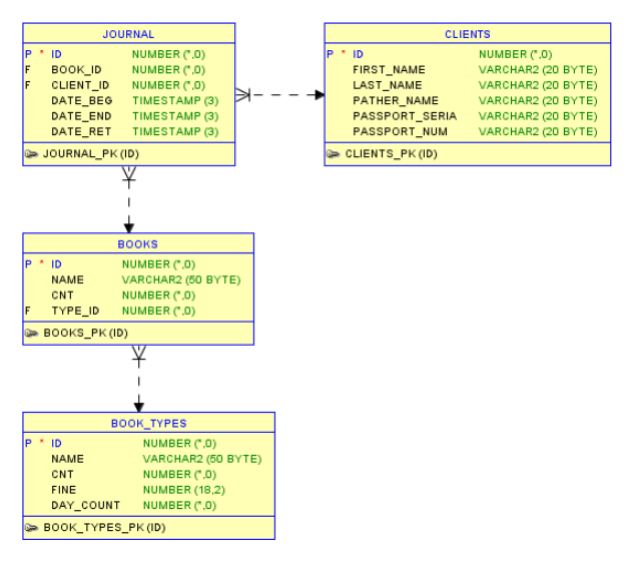 JOURNAL
P * ID NUMBER (*,0)
F BOOK_ID NUMBER (*,0)
F CLIENT_ID NUMBER (*,0)
DATE_BEG TIMESTAMP (3)
DATE_END TIMESTAMP (3)
DATE_RET TIMESTAMP (3)
JOURNAL_PK (ID)
CLIENTS
P * ID NUMBER (*,0)
FIRST_NAME VARCHAR2 (20 BYTE)
LAST_NAME VARCHAR2 (20 BYTE)
PATHER_NAME VARCHAR2 (20 BYTE)
PASSPORT_SERIA VARCHAR2 (20 BYTE)
PASSPORT_NUM VARCHAR2 (20 BYTE)
CLIENTS_PK (ID)
BOOKS
P * ID NUMBER (*,0)
NAME VARCHAR2 (50 BYTE)
CNT NUMBER (*,0)
F TYPE_ID NUMBER (*,0)
BOOKS_PK (ID)
BOOK_TYPES
P * ID NUMBER (*,0)
NAME VARCHAR2 (50 BYTE)
CNT NUMBER (*,0)
FINE NUMBER (18,2)
DAY_COUNT NUMBER (*,0)
BOOK_TYPES_PK (ID)